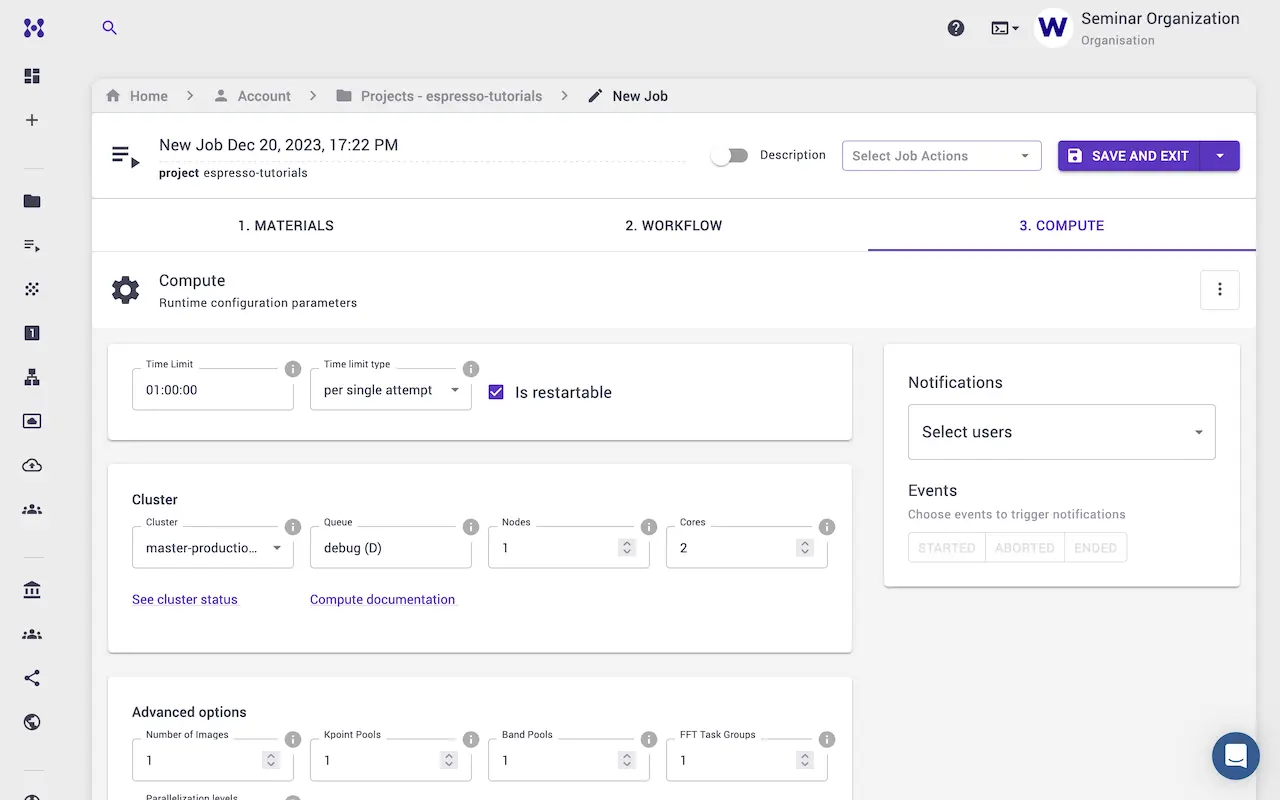 Seminar Organization
Organisation
Home
Account
Projects - espresso-tutorials
New Job
New Job Dec 20, 2023, 17:22 PM
project espresso-tutorials
Description
Select Job Actions
SAVE AND EXIT
1. MATERIALS
2. WORKFLOW
3. COMPUTE
Compute
Runtime configuration parameters
Time Limit
01:00:00
Time limit type
per single attempt
Is restartable
Notifications
Select users
Events
Choose events to trigger notifications
STARTED
ABORTED
ENDED
Cluster
Cluster
master-productio...
Queue
debug (D)
Nodes
1
Cores
2
See cluster status
Compute documentation
Advanced options
Number of Images
1
Kpoint Pools
1
Band Pools
1
FFT Task Groups
1
Parallelization levels